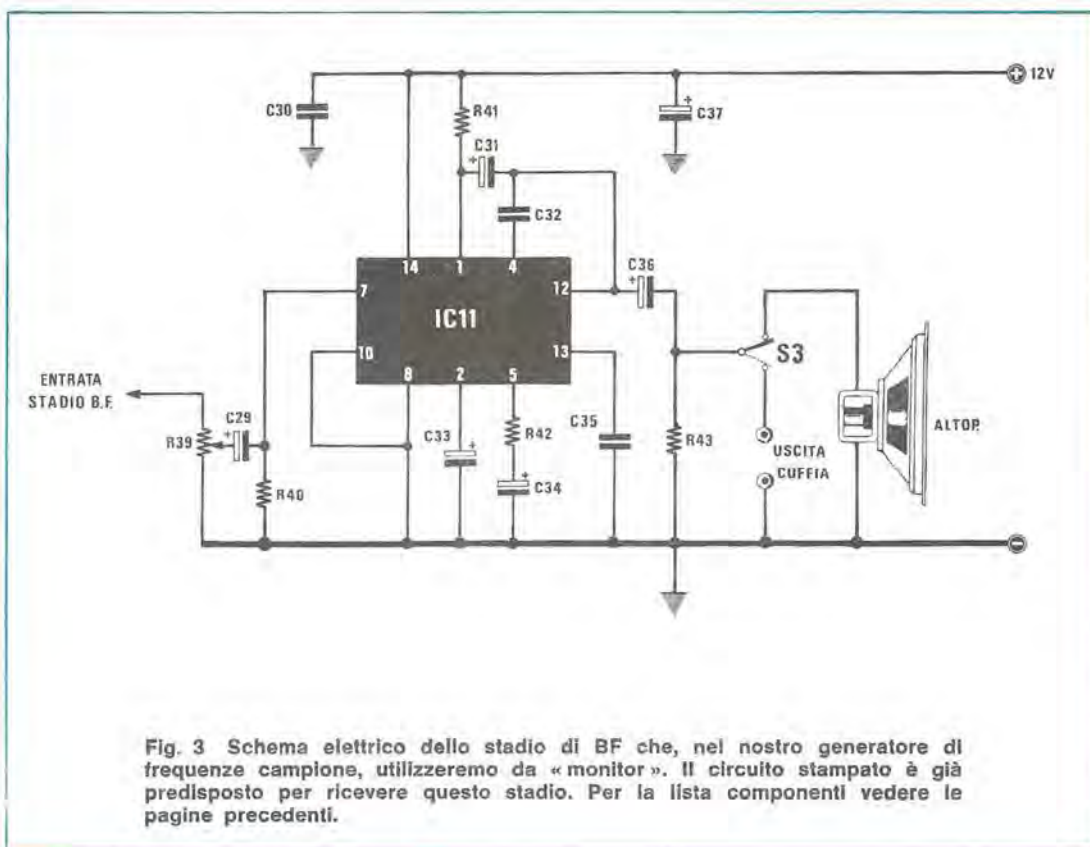 12V
C30
R41
C37
C31
C32
14
1
4
C36
7
12
IC11
S3
10
13
ENTRATA
STADIO B.F.
8
2
5
C29
R42
C35
ALTOP.
R39
C33
R43
USCITA
CUFFIA
C34
R40
Fig. 3 Schema elettrico dello stadio di BF che, nel nostro generatore di
frequenze campione, utilizzeremo da « monitor ». Il circuito stampato è già
predisposto per ricevere questo stadio. Per la lista componenti vedere le
pagine precedenti.